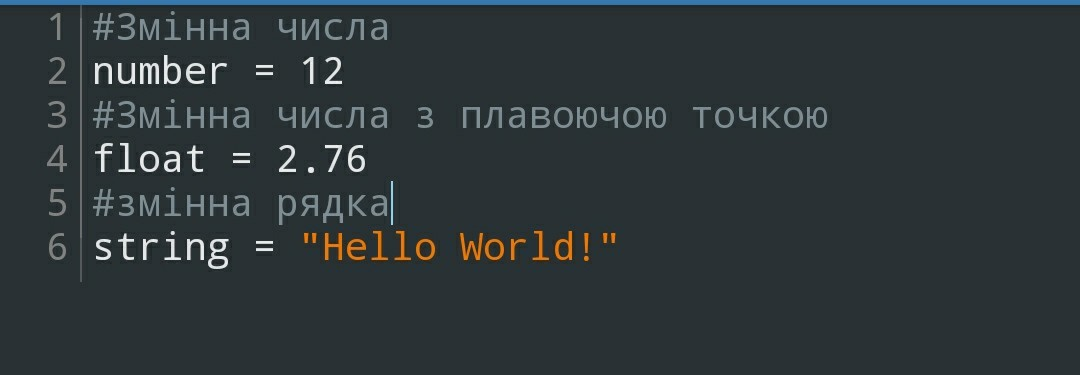 1 #Змінна числа
2 number = 12
3 #Змінна числа з плавоючою точкою
4 float = 2.76
5 #змінна рядка
6 string = "Hello World!"